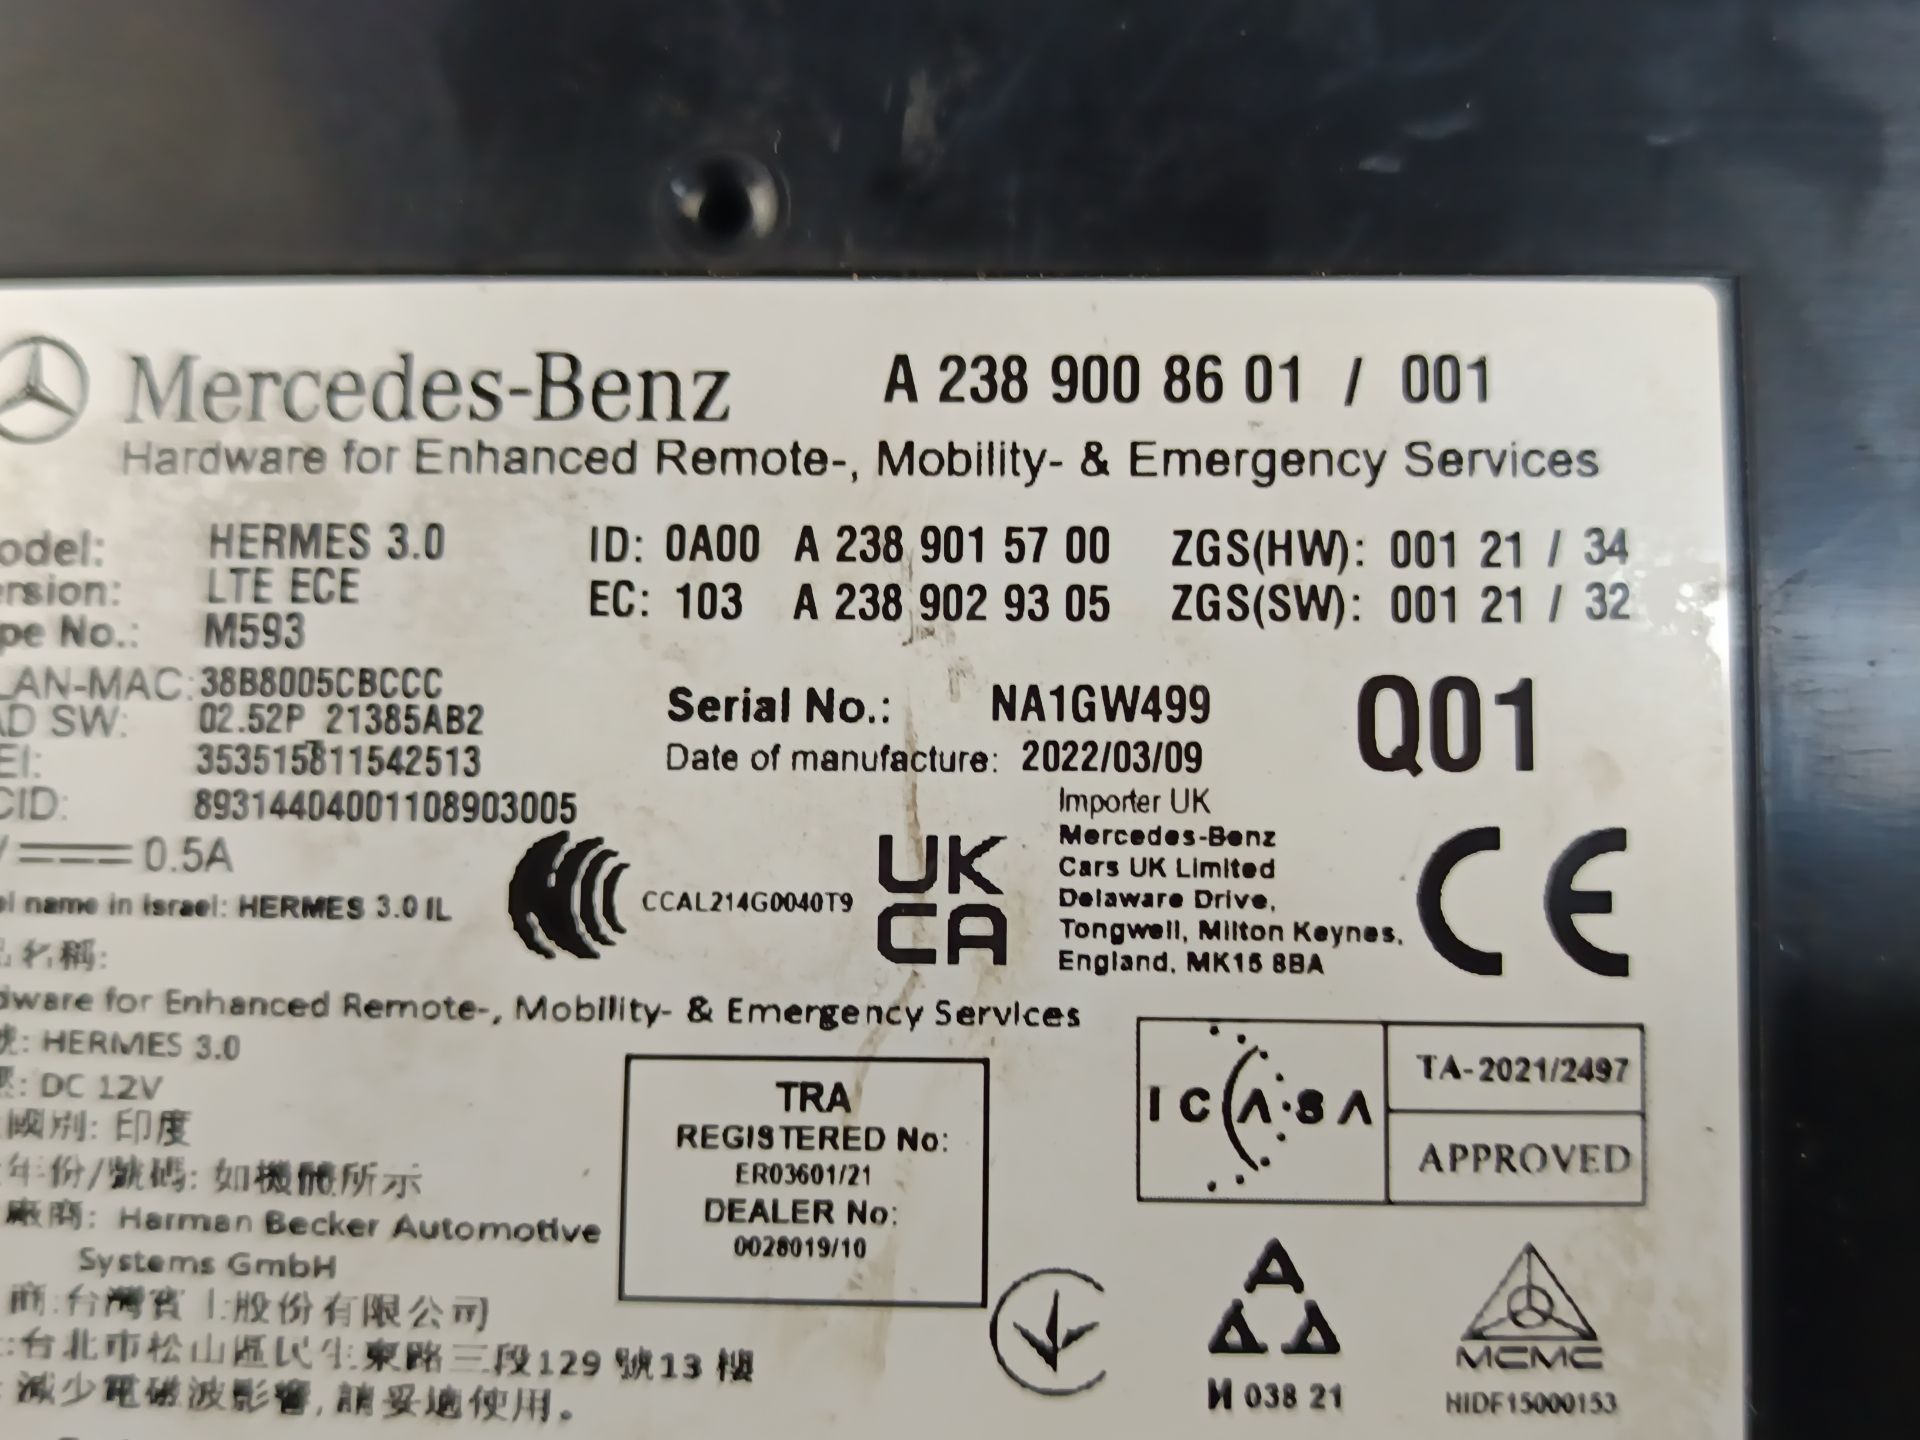 Mercedes-Benz A 238 900 86 01 / 001
Hardware for Enhanced Remote-, Mobility- & Emergency Services
odel: HERMES 3.0 ID: 0A00 A 238 901 57 00 ZGS(HW): 001 21 / 34
ersion: LTE ECE EC: 103 A 238 902 93 05 ZGS(SW): 001 21 / 32
pe No.: M593
LAN-MAC: 38B8005CBCCC
AD SW: 02.52P_21385AB2
EI: 353515811542513
CID: 89314404001108903005
Serial No.: NA1GW499 Q01
Date of manufacture: 2022/03/09
V 0.5A
el name in Israel: HERMES 3.0 IL
CCAL214G0040T9
UK
CA
Importer UK
Mercedes-Benz
Cars UK Limited
Delaware Drive,
Tongwell, Milton Keynes,
England, MK15 8BA
CE
名稱:
dware for Enhanced Remote-, Mobility- & Emergency Services
號: HERMES 3.0
: DC 12V
國別: 印度
年份/號碼: 如機體所示
廠商: Harman Becker Automotive
Systems GmbH
商: 台灣賓士股份有限公司
: 台北市松山區民生東路三段129 號13 樓
減少電磁波影響, 請妥適使用。
TRA
REGISTERED No:
ER03601/21
DEALER No:
0028019/10
ICASA
TA-2021/2497
APPROVED
И 038 21
MCMC
HIDF15000153